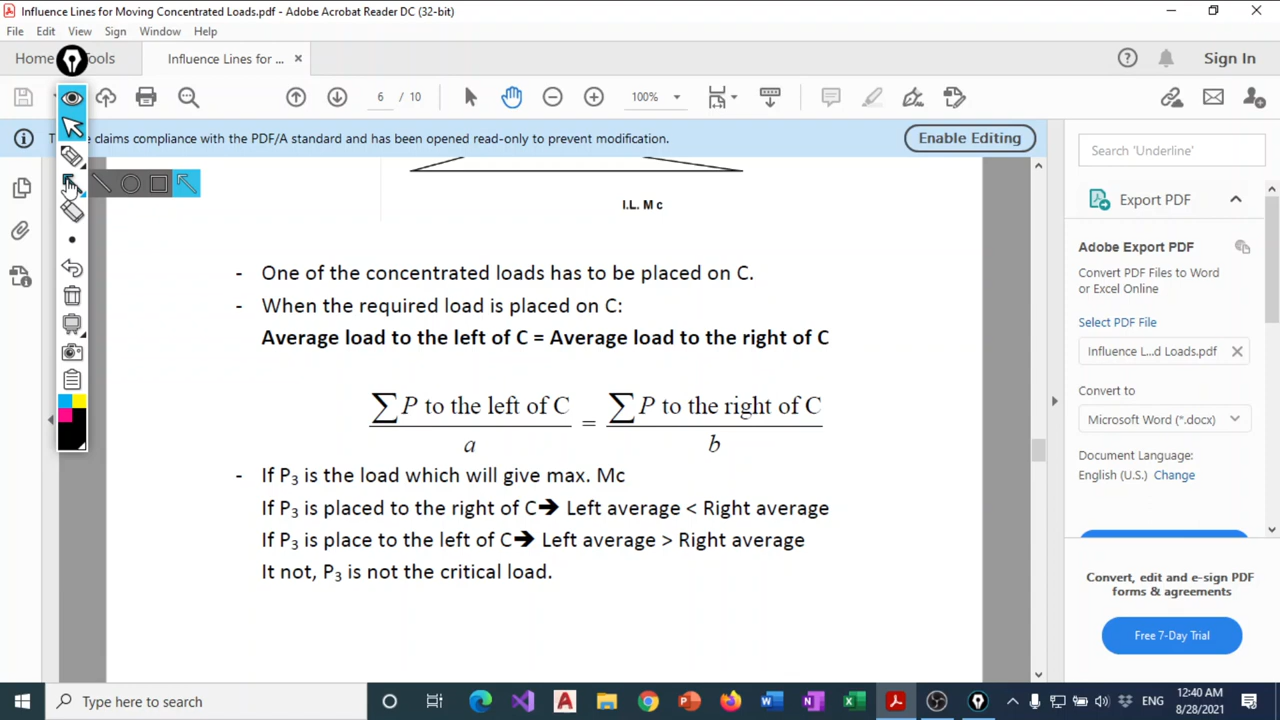 Influence Lines for Moving Concentrated Loads.pdf - Adobe Acrobat Reader DC (32-bit)
File Edit View Sign Window Help
Home Tools Influence Lines for ... Sign In
6 / 10 100%
claims compliance with the PDF/A standard and has been opened read-only to prevent modification. Enable Editing
Search 'Underline'
Export PDF
Adobe Export PDF
Convert PDF Files to Word
or Excel Online
Select PDF File
Influence L...d Loads.pdf
Convert to
Microsoft Word (*.docx)
Document Language:
English (U.S.) Change
Convert, edit and e-sign PDF
forms & agreements
Free 7-Day Trial
I.L. M c
- One of the concentrated loads has to be placed on C.
- When the required load is placed on C:
Average load to the left of C = Average load to the right of C
∑ P to the left of C / a = ∑ P to the right of C / b
- If P₃ is the load which will give max. Mc
If P₃ is placed to the right of C➔ Left average < Right average
If P₃ is place to the left of C➔ Left average > Right average
It not, P₃ is not the critical load.
Type here to search
ENG
12:40 AM
8/28/2021